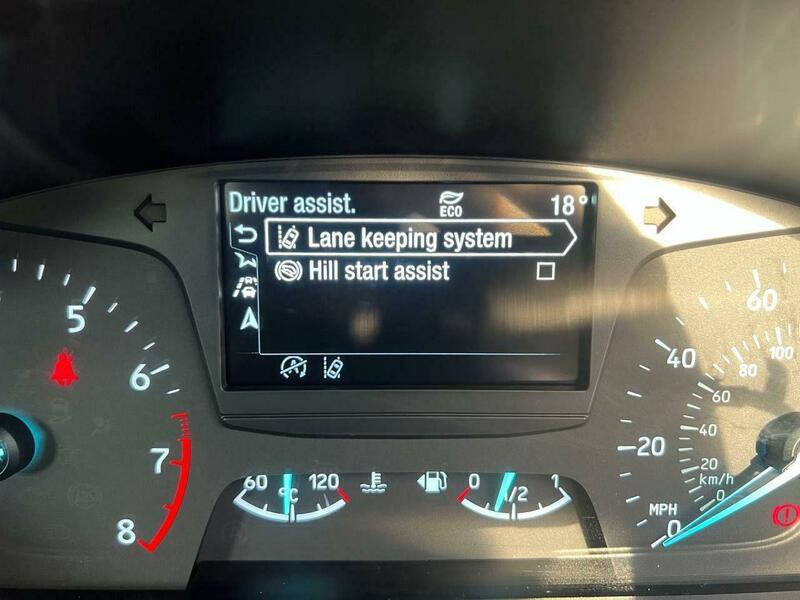 Driver assist.
ECO
18°
Lane keeping system
Hill start assist
5
6
7
8
60
°C
120
0
1/2
1
MPH
0
20
40
60
km/h
0
20
40
60
80
100